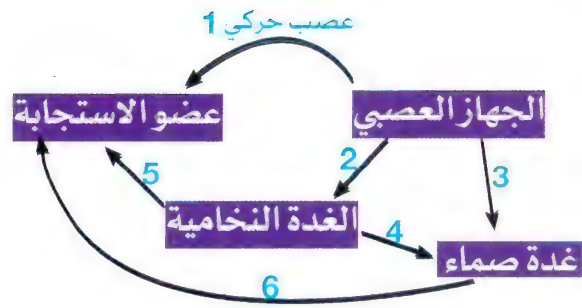 عصب حركي 1
الجهاز العصبي
عضو الاستجابة
2
3
5
الغدة النخامية
4
غدة صماء
6